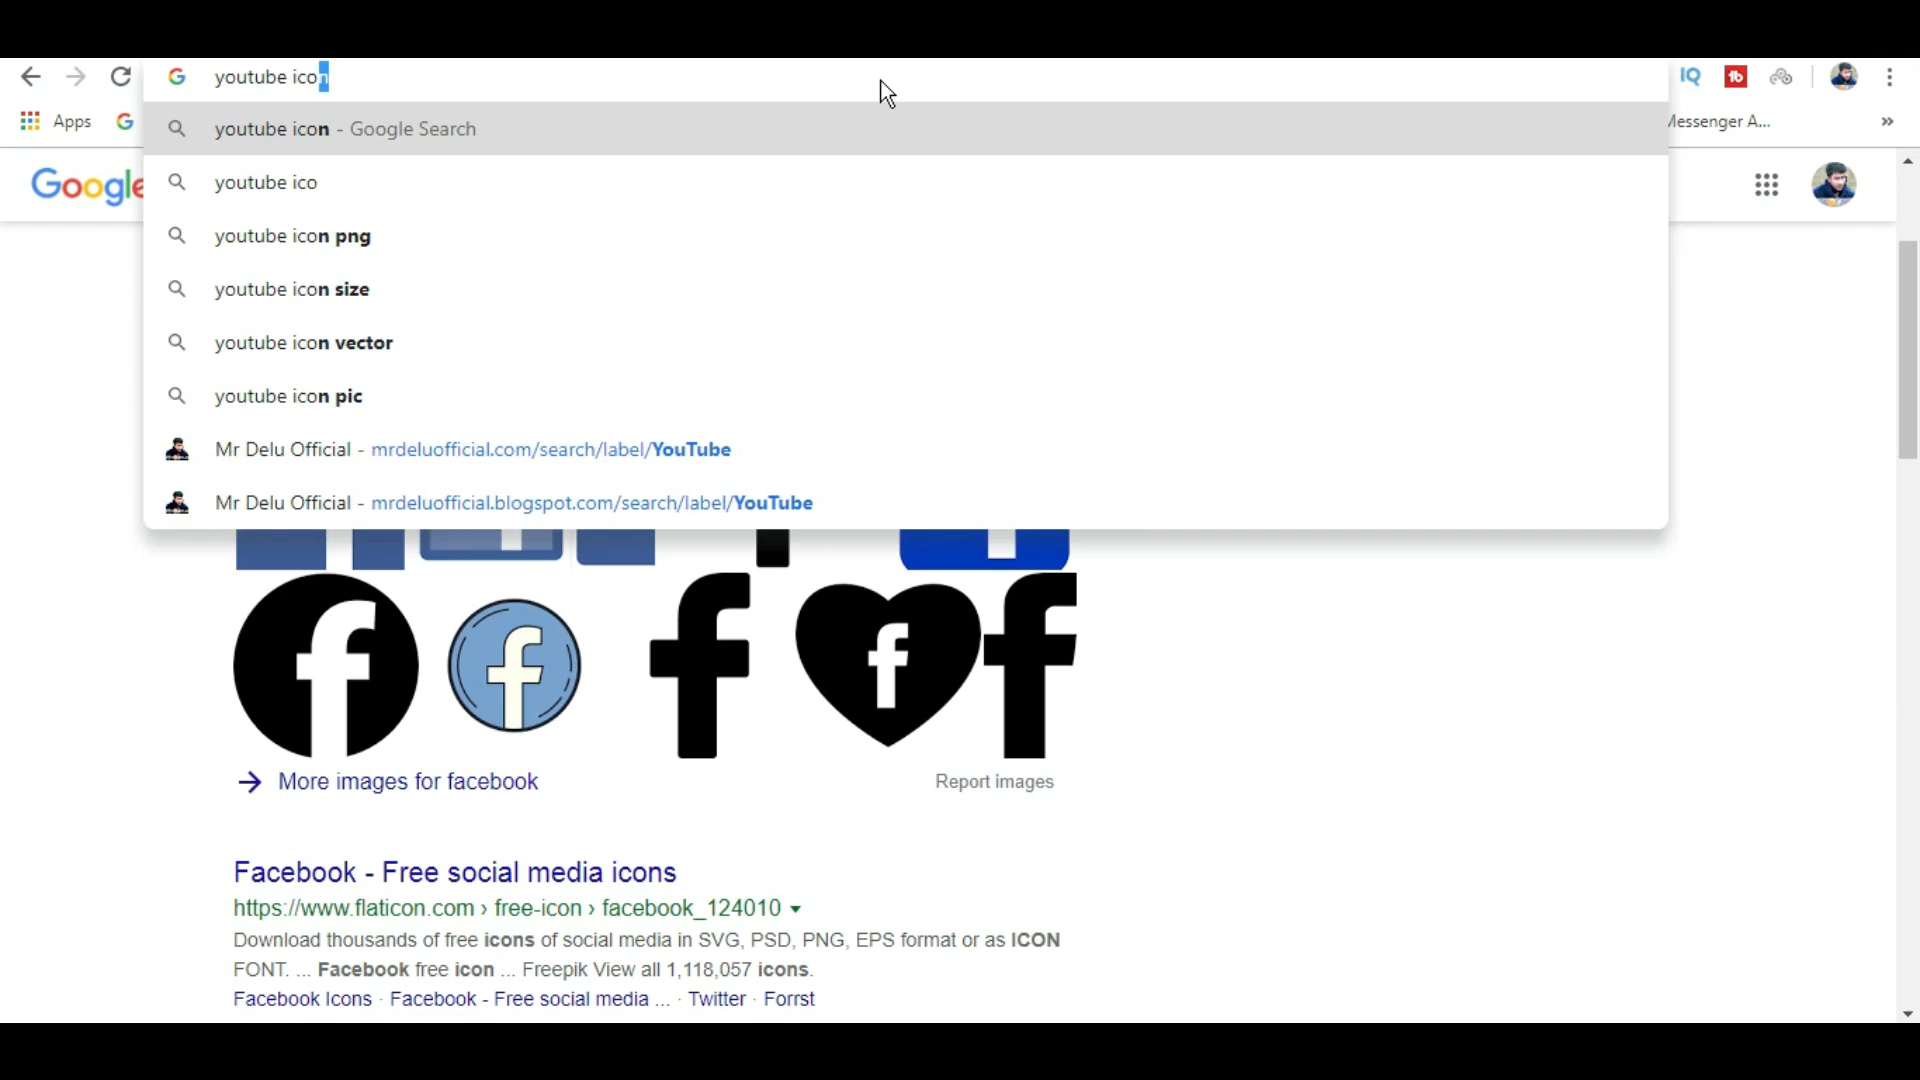 youtube icon
Apps
Messenger A...
Google
youtube icon - Google Search
youtube ico
youtube icon png
youtube icon size
youtube icon vector
youtube icon pic
Mr Delu Official - mrdeluofficial.com/search/label/YouTube
Mr Delu Official - mrdeluofficial.blogspot.com/search/label/YouTube
More images for facebook
Report images
Facebook - Free social media icons
https://www.flaticon.com › free-icon › facebook_124010
Download thousands of free icons of social media in SVG, PSD, PNG, EPS format or as ICON
FONT. ... Facebook free icon ... Freepik View all 1,118,057 icons.
Facebook Icons · Facebook - Free social media ... · Twitter · Forrst